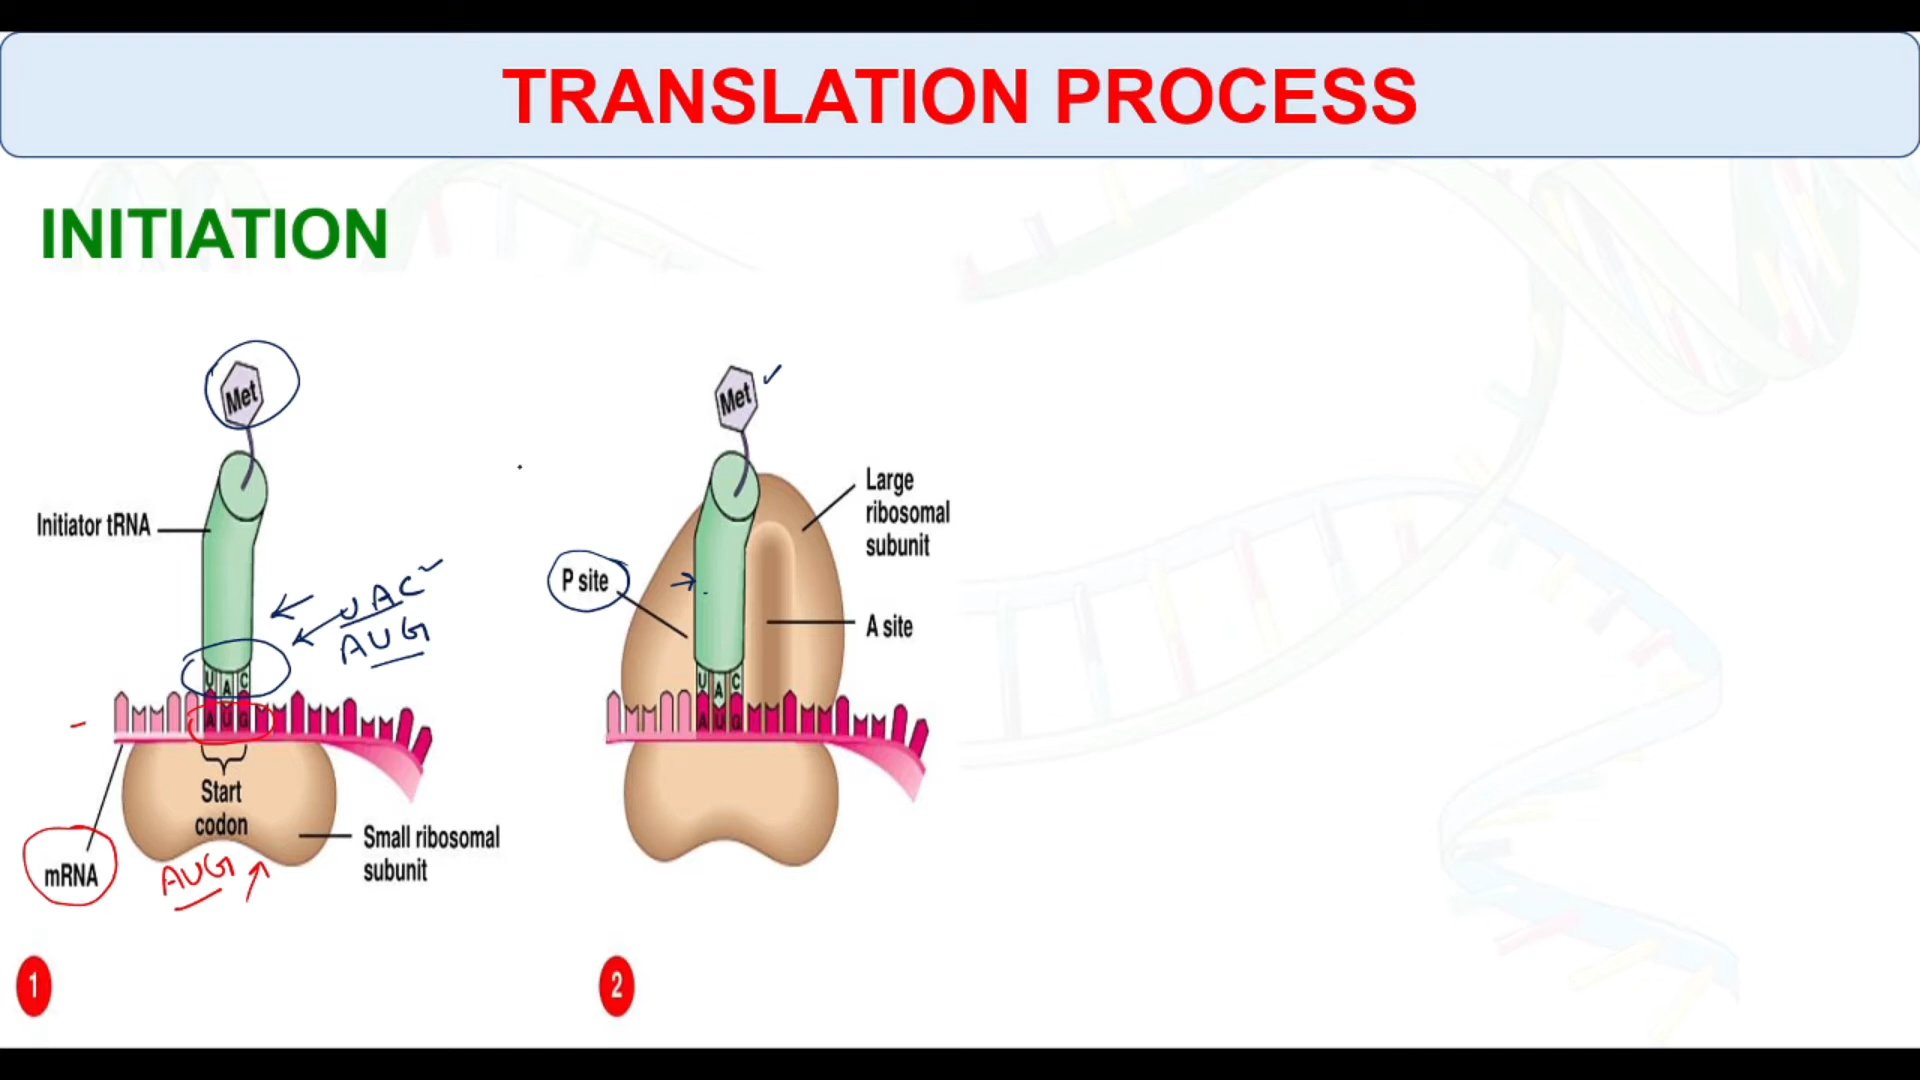 TRANSLATION PROCESS
INITIATION
Met
Initiator tRNA
UAC
AUG
U A C
A U G
Start
codon
mRNA
AUG
Small ribosomal
subunit
1
Met
Large
ribosomal
subunit
P site
A site
U A C
A U G
2